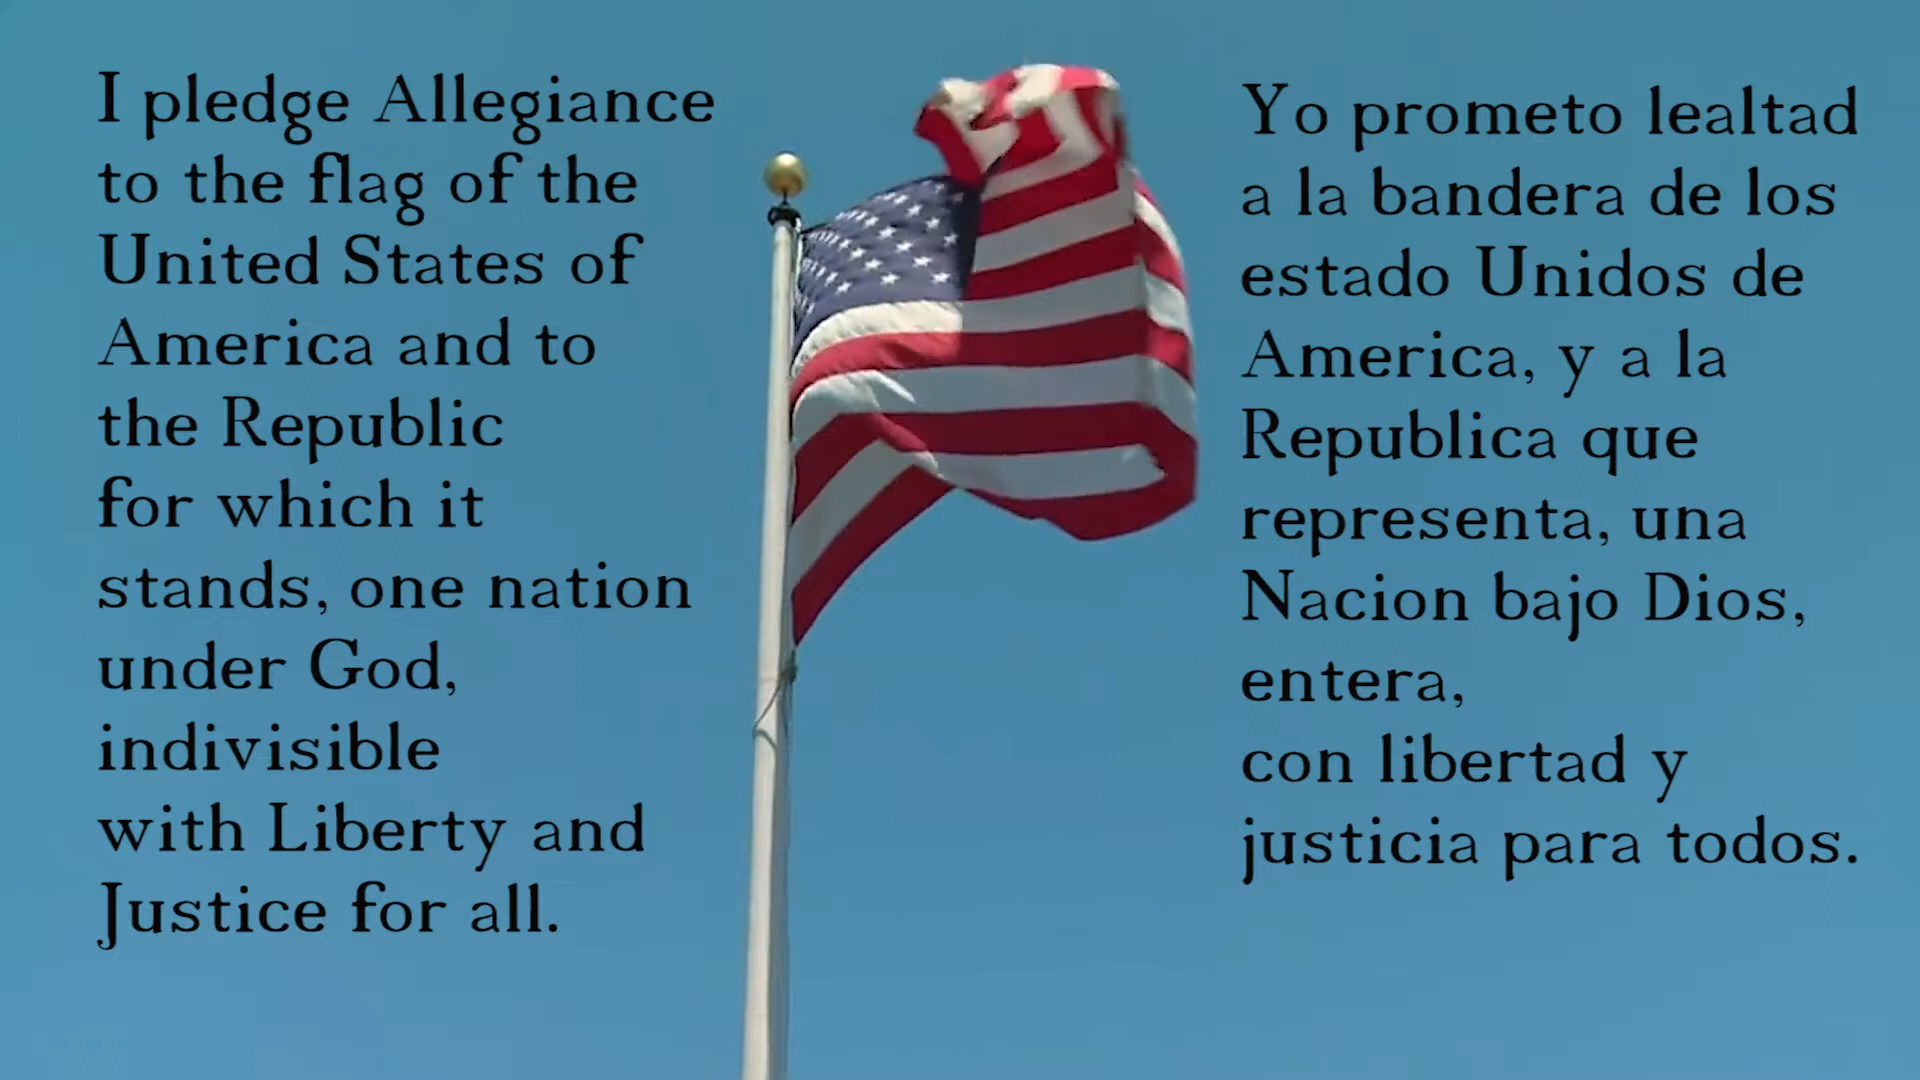 I pledge Allegiance
to the flag of the
United States of
America and to
the Republic
for which it
stands, one nation
under God,
indivisible
with Liberty and
Justice for all.
Yo prometo lealtad
a la bandera de los
estado Unidos de
America, y a la
Republica que
representa, una
Nacion bajo Dios,
entera,
con libertad y
justicia para todos.